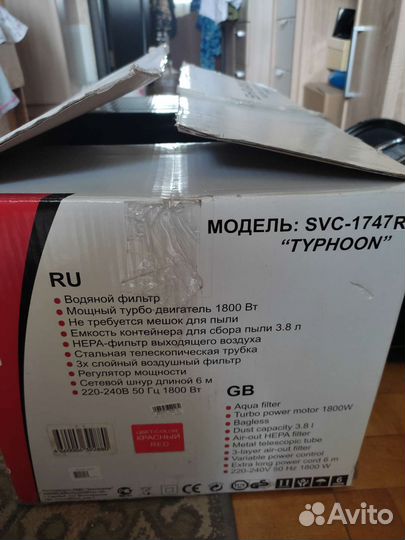 МОДЕЛЬ: SVC-1747R
"TYPHOON"
RU
• Водяной фильтр
• Мощный турбо двигатель 1800 Вт
• Не требуется мешок для пыли
• Емкость контейнера для сбора пыли 3.8 л
• HEPA-фильтр выходящего воздуха
• Стальная телескопическая трубка
• 3х слойный воздушный фильтр
• Регулятор мощности
• Сетевой шнур длиной 6 м
• 220-240В 50 Гц 1800 Вт
GB
• Aqua filter
• Turbo power motor 1800W
• Bagless
• Dust capacity 3.8 l
• Air-out HEPA filter
• Metal telescopic tube
• 3-layer air-out filter
• Variable power control
• Extra long power cord 6 m
• 220-240V 50 Hz 1800 W
КРАСНЫЙ
RED
6
Avito